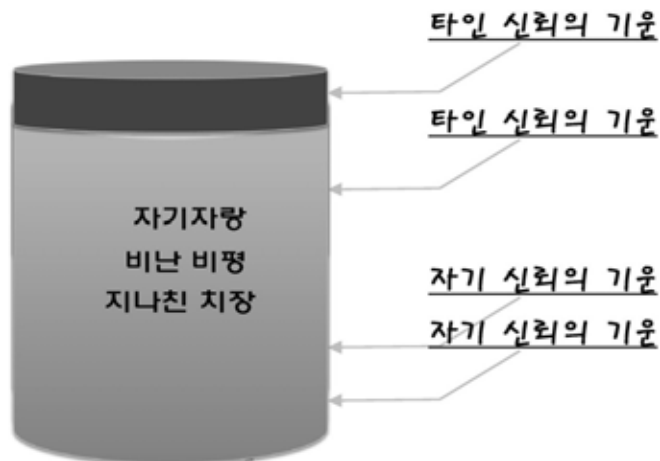 타인 신뢰의 기운
타인 신뢰의 기운
자기자랑
비난 비평
지나친 치장
자기 신뢰의 기운
자기 신뢰의 기운